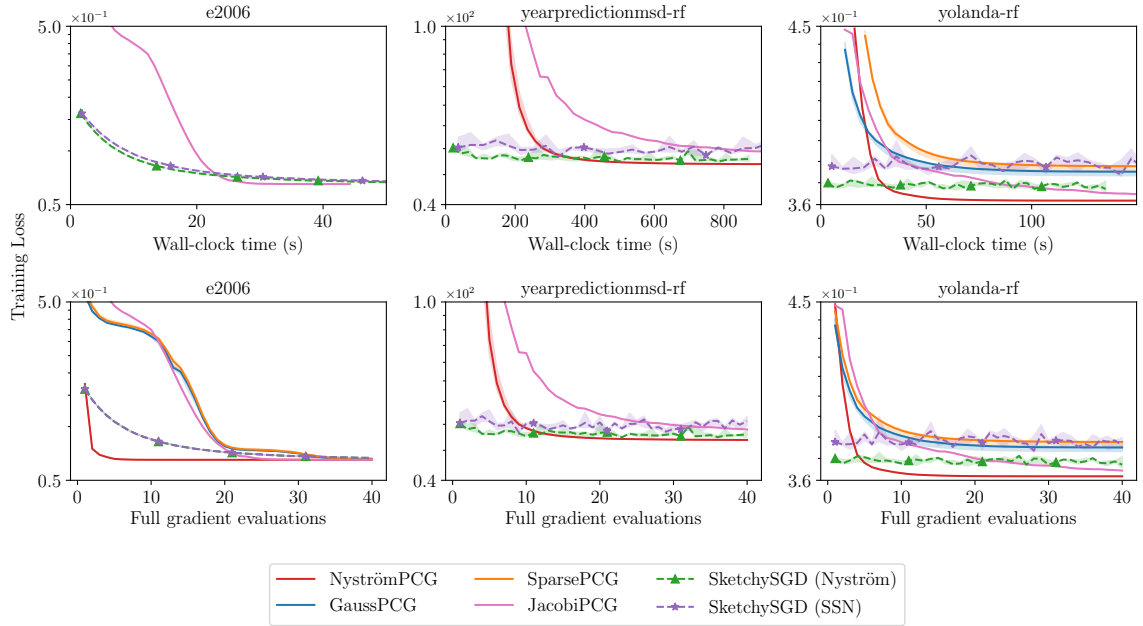 e2006
yearpredictionmsd-rf
yolanda-rf
×10⁻¹
×10²
×10⁻¹
5.0
1.0
4.5
0.5
0.4
3.6
20
40
200
400
600
800
50
100
Wall-clock time (s)
Wall-clock time (s)
Wall-clock time (s)
Training Loss
e2006
yearpredictionmsd-rf
yolanda-rf
×10⁻¹
×10²
×10⁻¹
5.0
1.0
4.5
0.5
0.4
3.6
0
10
20
30
40
0
10
20
30
40
0
10
20
30
40
Full gradient evaluations
Full gradient evaluations
Full gradient evaluations
NyströmPCG
SparsePCG
SketchySGD (Nyström)
GaussPCG
JacobiPCG
SketchySGD (SSN)